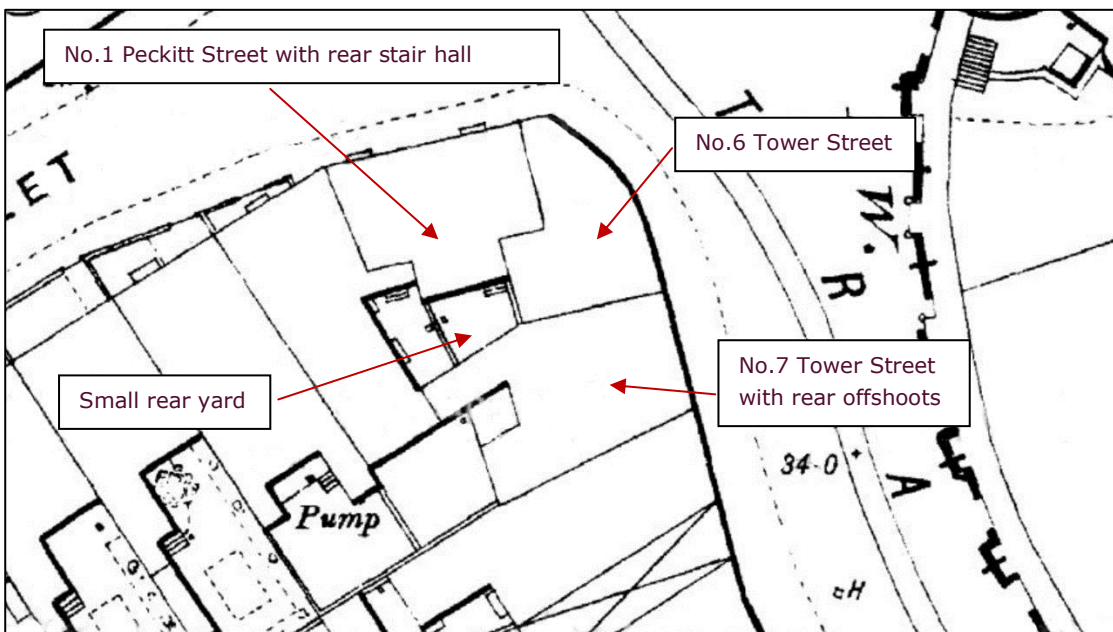 No.1 Peckitt Street with rear stair hall
No.6 Tower Street
ET
T
W.
R
Small rear yard
No.7 Tower Street
with rear offshoots
34·0
A
Pump
H